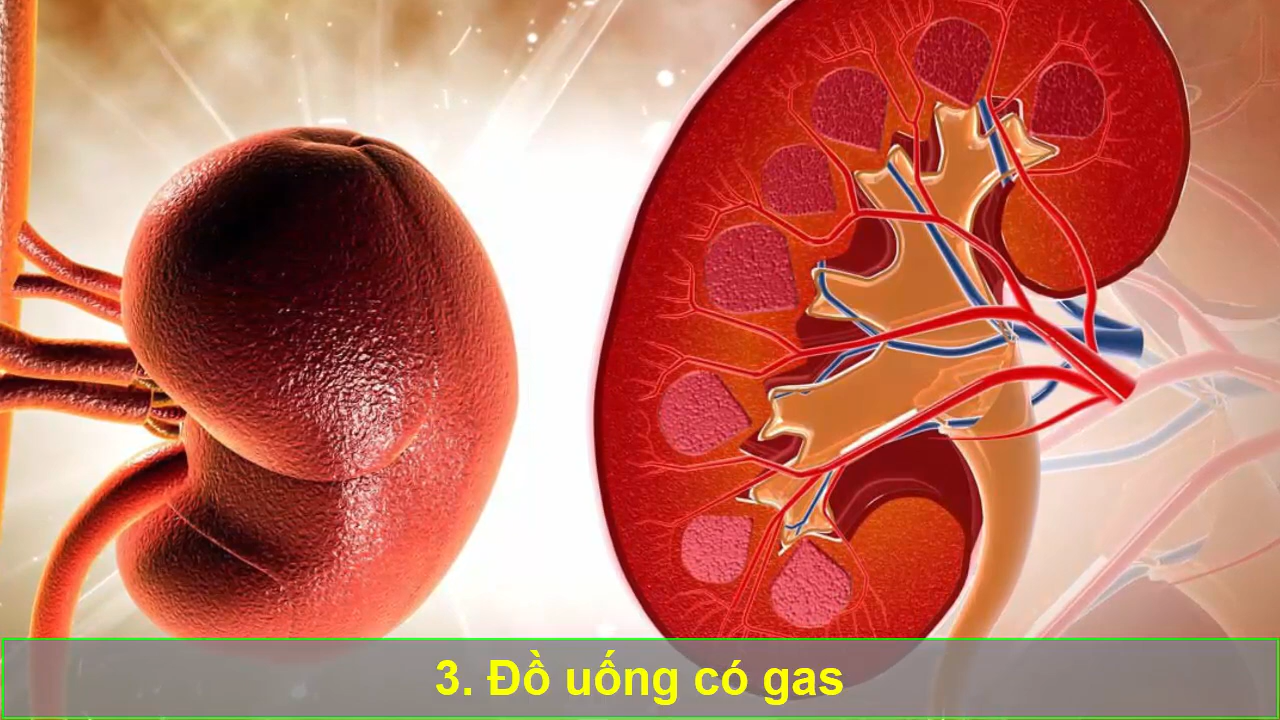 3. Đồ uống có gas